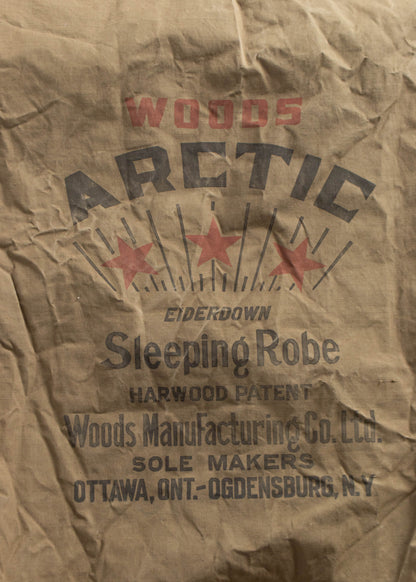 WOODS
ARCTIC
EIDERDOWN
Sleeping Robe
HARWOOD PATENT
Woods Manufacturing Co. Ltd.
SOLE MAKERS
OTTAWA, ONT.-OGDENSBURG, N.Y.